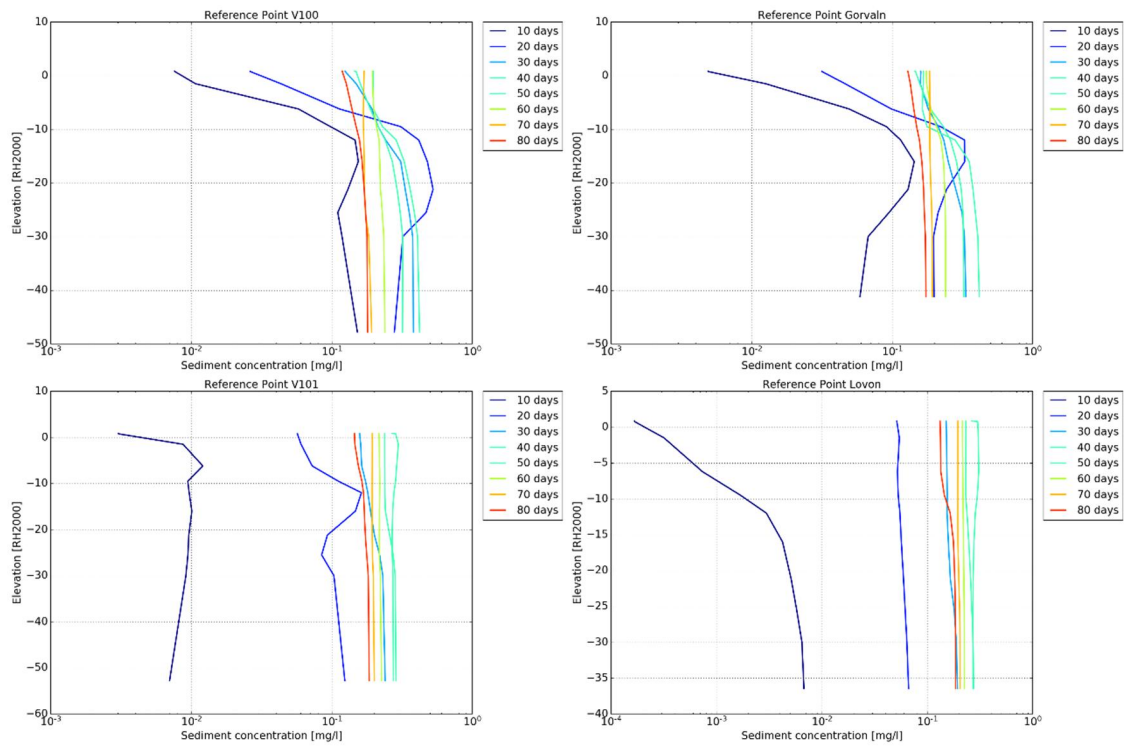 Reference Point V100
10
0
−10
−20
−30
−40
−50
Elevation [RH2000]
10⁻³
10⁻²
10⁻¹
10⁰
Sediment concentration [mg/l]
10 days
20 days
30 days
40 days
50 days
60 days
70 days
80 days
Reference Point Gorvaln
10
0
−10
−20
−30
−40
−50
Elevation [RH2000]
10⁻³
10⁻²
10⁻¹
10⁰
Sediment concentration [mg/l]
10 days
20 days
30 days
40 days
50 days
60 days
70 days
80 days
Reference Point V101
10
0
−10
−20
−30
−40
−50
−60
Elevation [RH2000]
10⁻³
10⁻²
10⁻¹
10⁰
Sediment concentration [mg/l]
10 days
20 days
30 days
40 days
50 days
60 days
70 days
80 days
Reference Point Lovon
5
0
−5
−10
−15
−20
−25
−30
−35
−40
Elevation [RH2000]
10⁻⁴
10⁻³
10⁻²
10⁻¹
10⁰
Sediment concentration [mg/l]
10 days
20 days
30 days
40 days
50 days
60 days
70 days
80 days